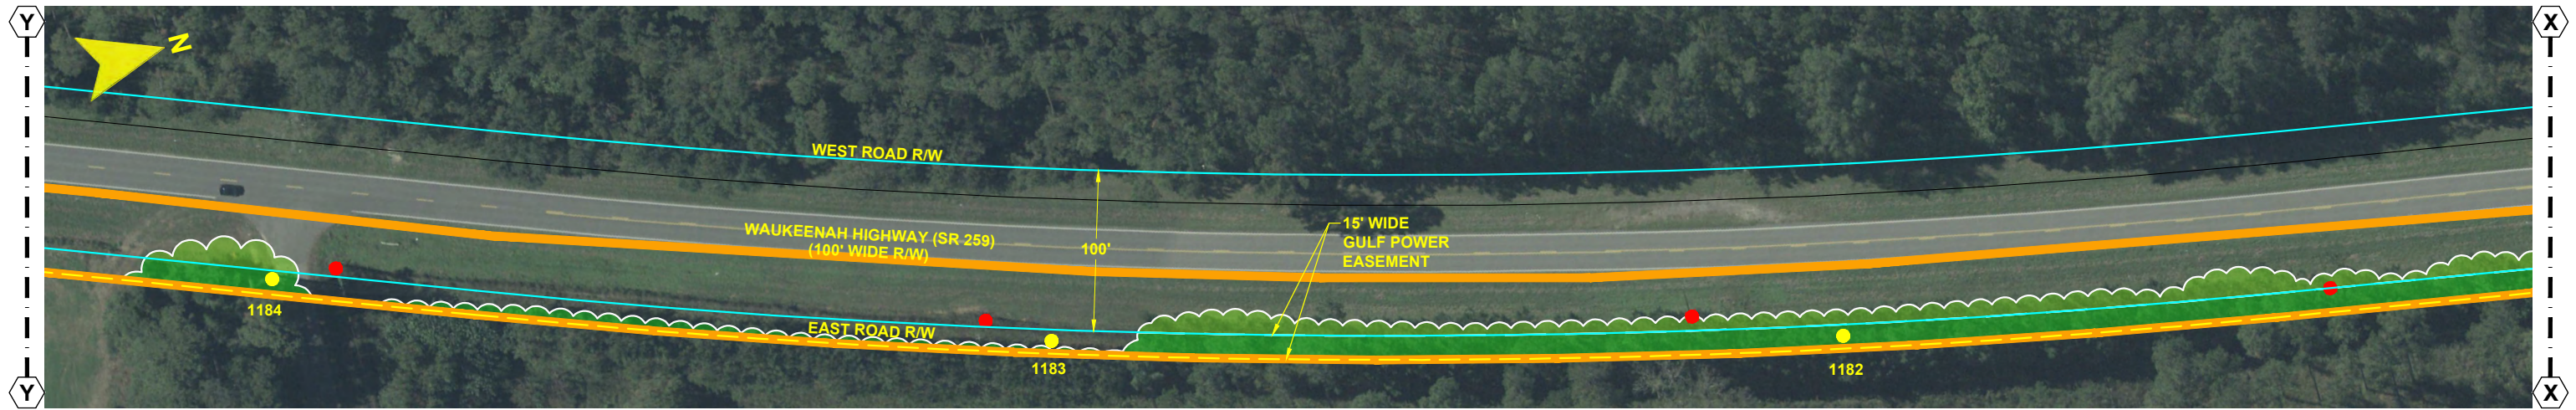 Y
X
N
WEST ROAD R/W
WAUKEENAH HIGHWAY (SR 259)
(100' WIDE R/W)
100'
15' WIDE
GULF POWER
EASEMENT
EAST ROAD R/W
1184
1183
1182
Y
X